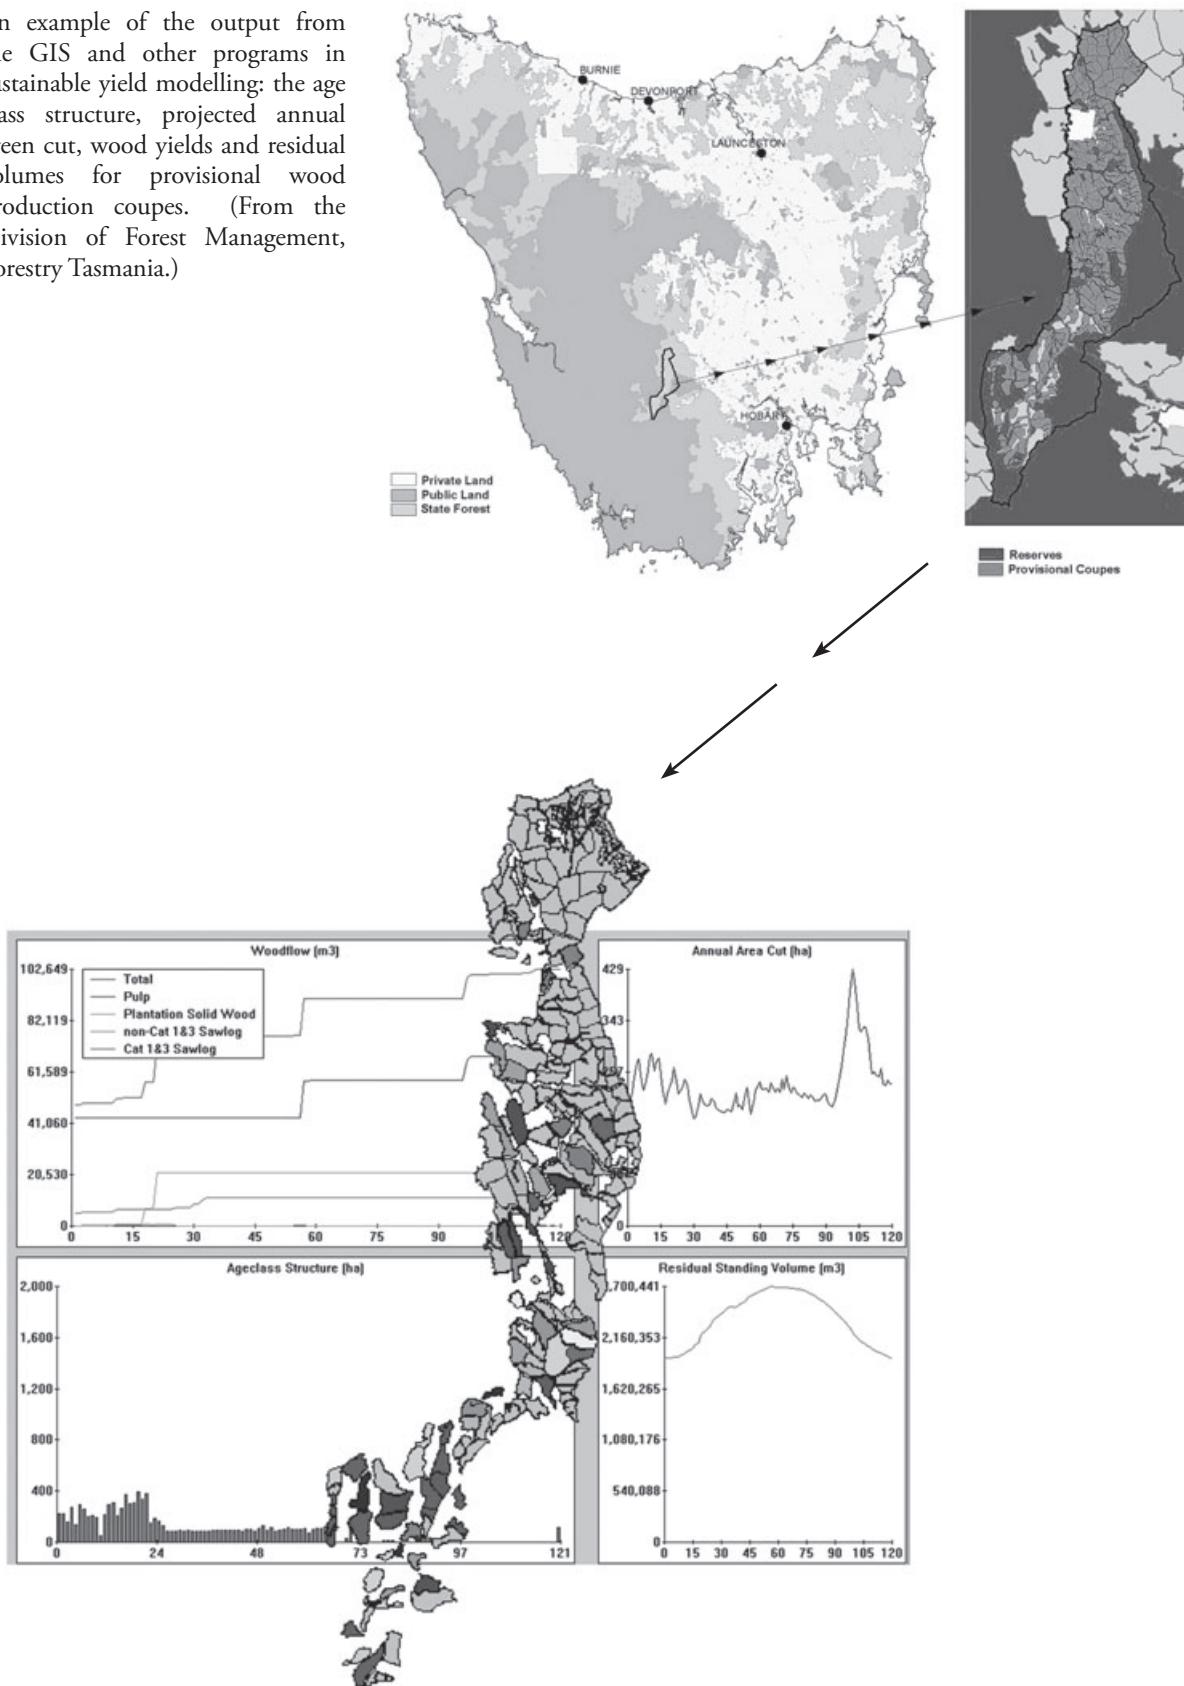 n example of the output from
e GIS and other programs in
ustainable yield modelling: the age
ass structure, projected annual
reen cut, wood yields and residual
olumes for provisional wood
roduction coupes. (From the
ivision of Forest Management,
orestry Tasmania.)
BURNIE
DEVONPORT
LAUNCESTON
HOBART
Private Land
Public Land
State Forest
Reserves
Provisional Coupes
Woodflow (m3)
102,649
82,119
61,589
41,060
20,530
0
Total
Pulp
Plantation Solid Wood
non-Cat 1&3 Sawlog
Cat 1&3 Sawlog
0 15 30 45 60 75 90 120
Annual Area Cut (ha)
429
343
0
0 15 30 45 60 75 90 105 120
Ageclass Structure (ha)
2,000
1,600
1,200
800
400
0
0 24 48 73 97 121
Residual Standing Volume (m3)
,700,441
2,160,353
1,620,265
1,080,176
540,088
0
0 15 30 45 60 75 90 105 120